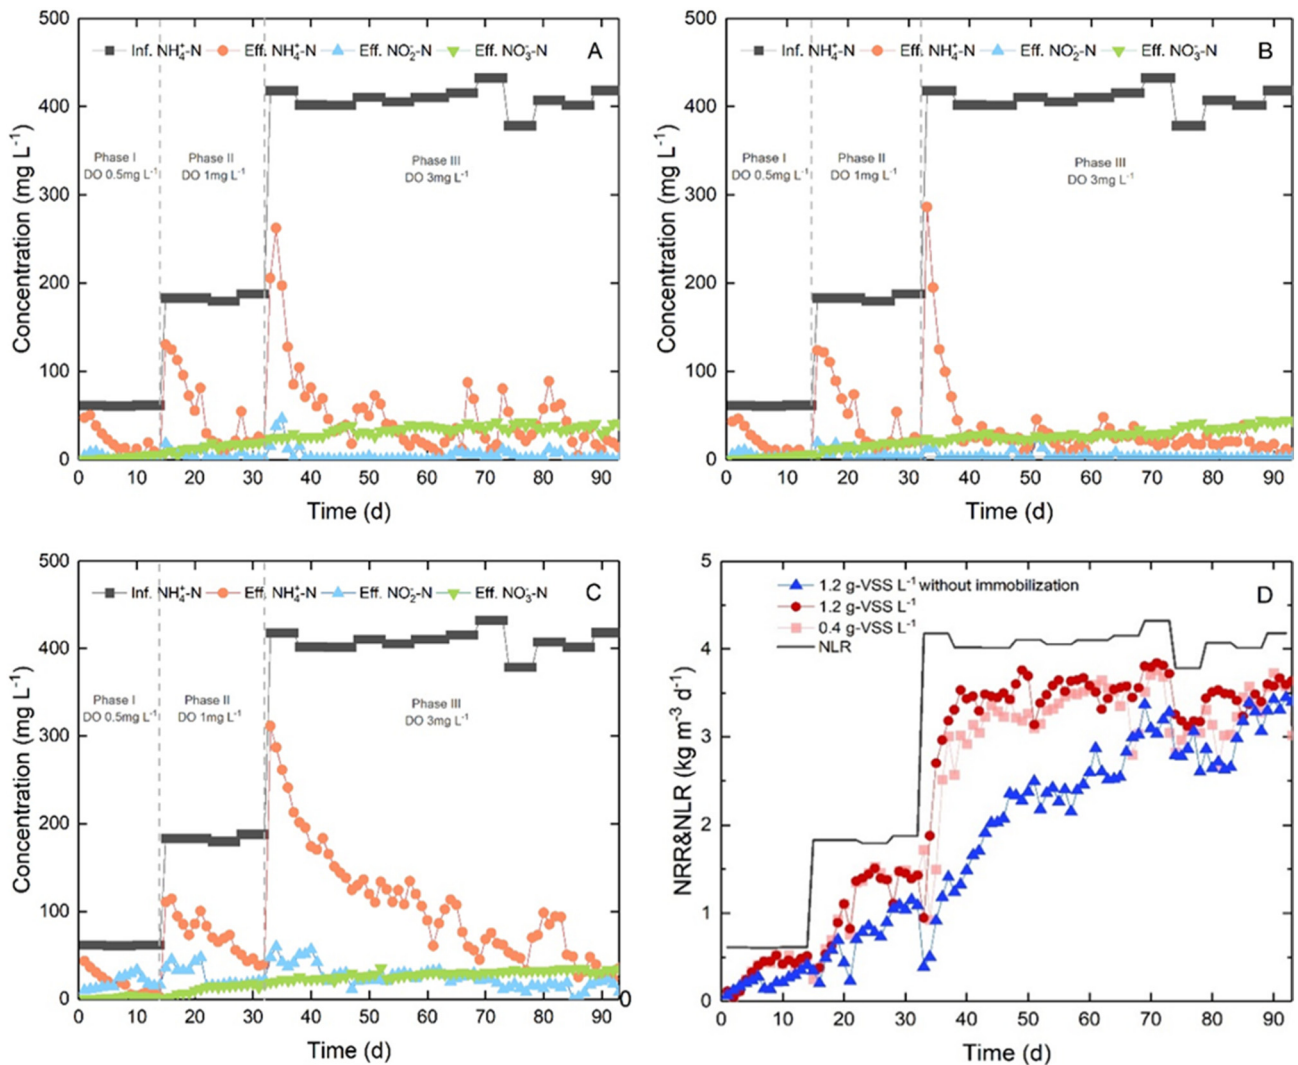 Inf. NH₄⁺-N Eff. NH₄⁺-N Eff. NO₂⁻-N Eff. NO₃⁻-N A
Phase I
DO 0.5mg L⁻¹
Phase II
DO 1mg L⁻¹
Phase III
DO 3mg L⁻¹
Concentration (mg L⁻¹)
500
400
300
200
100
0
0 10 20 30 40 50 60 70 80 90
Time (d)
Inf. NH₄⁺-N Eff. NH₄⁺-N Eff. NO₂⁻-N Eff. NO₃⁻-N B
Phase I
DO 0.5mg L⁻¹
Phase II
DO 1mg L⁻¹
Phase III
DO 3mg L⁻¹
Concentration (mg L⁻¹)
500
400
300
200
100
0
0 10 20 30 40 50 60 70 80 90
Time (d)
Inf. NH₄⁺-N Eff. NH₄⁺-N Eff. NO₂⁻-N Eff. NO₃⁻-N C
Phase I
DO 0.5mg L⁻¹
Phase II
DO 1mg L⁻¹
Phase III
DO 3mg L⁻¹
Concentration (mg L⁻¹)
500
400
300
200
100
0
0
0 10 20 30 40 50 60 70 80 90
Time (d)
1.2 g-VSS L⁻¹ without immobilization
1.2 g-VSS L⁻¹
0.4 g-VSS L⁻¹
NLR
D
NRR&NLR (kg m⁻³ d⁻¹)
5
4
3
2
1
0
0 10 20 30 40 50 60 70 80 90
Time (d)